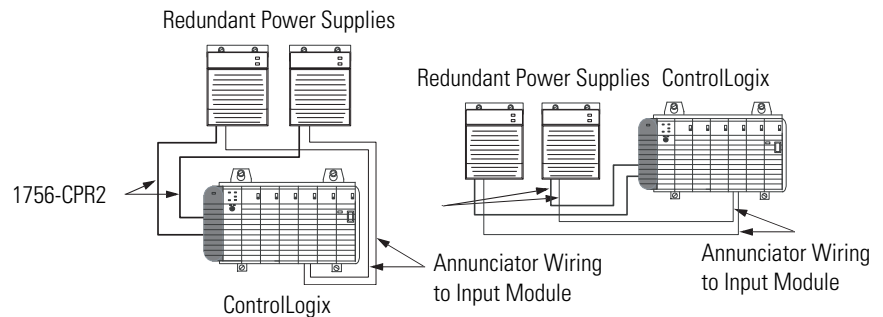 Redundant Power Supplies
Redundant Power Supplies ControlLogix
1756-CPR2
Annunciator Wiring
to Input Module
Annunciator Wiring
to Input Module
ControlLogix